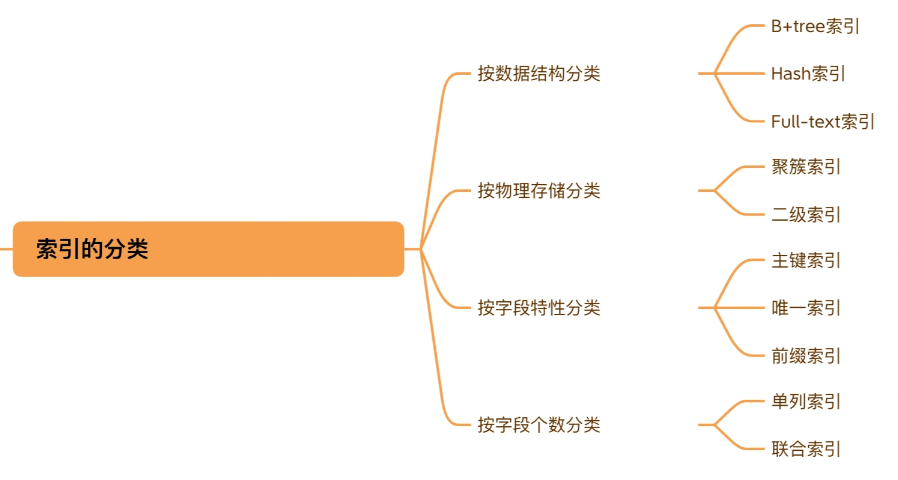 索引的分类
按数据结构分类
B+tree索引
Hash索引
Full-text索引
按物理存储分类
聚簇索引
二级索引
按字段特性分类
主键索引
唯一索引
前缀索引
按字段个数分类
单列索引
联合索引